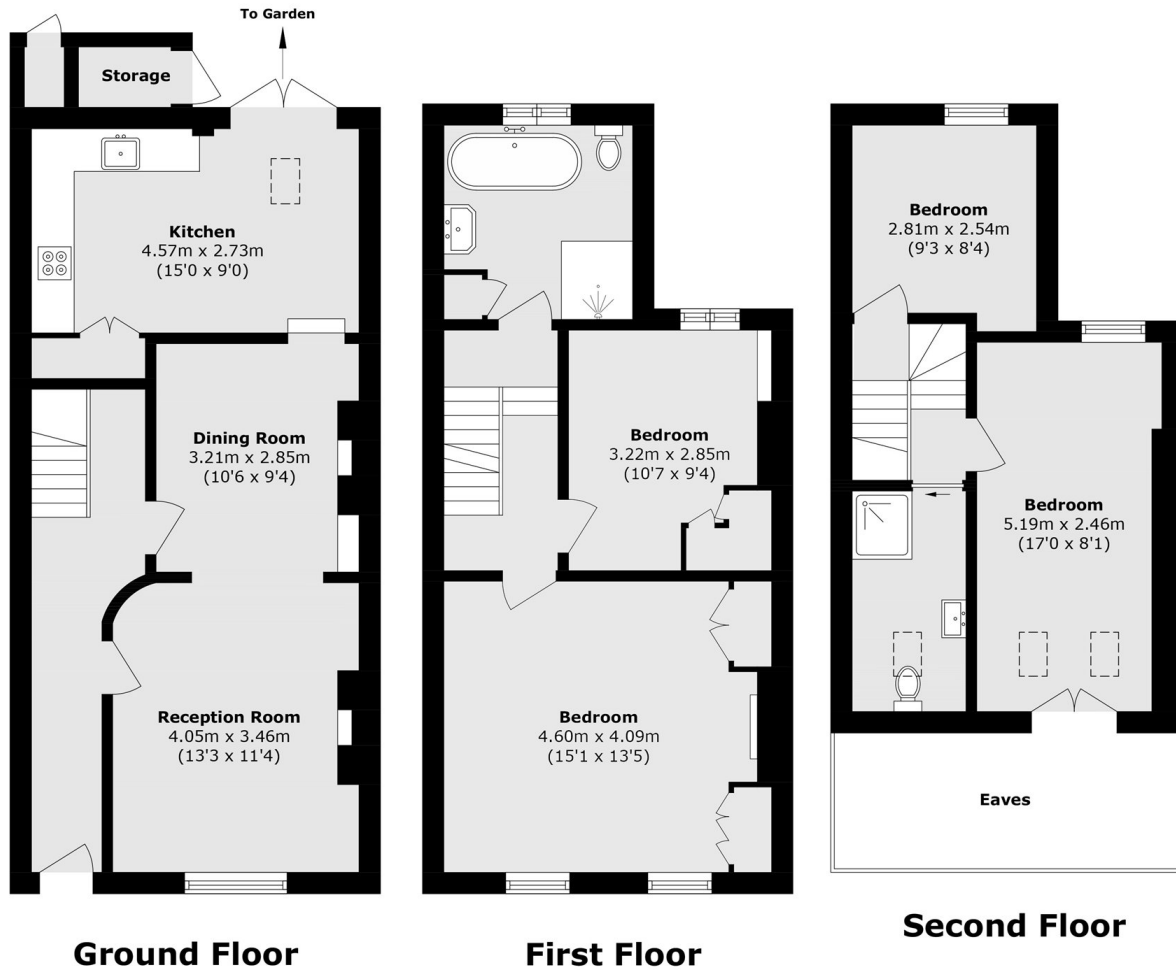 To Garden
Storage
Kitchen
4.57m x 2.73m
(15'0 x 9'0)
Dining Room
3.21m x 2.85m
(10'6 x 9'4)
Reception Room
4.05m x 3.46m
(13'3 x 11'4)
Ground Floor
Bedroom
3.22m x 2.85m
(10'7 x 9'4)
Bedroom
4.60m x 4.09m
(15'1 x 13'5)
First Floor
Bedroom
2.81m x 2.54m
(9'3 x 8'4)
Bedroom
5.19m x 2.46m
(17'0 x 8'1)
Eaves
Second Floor